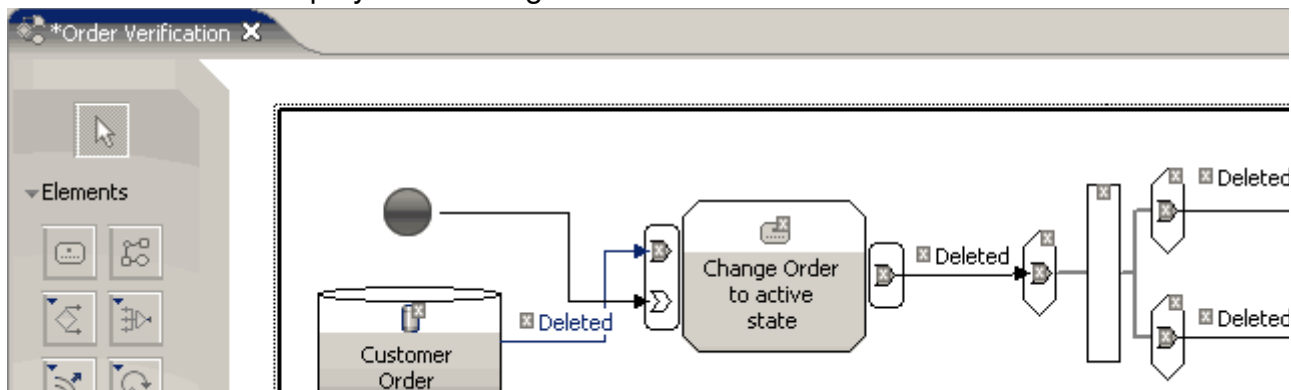 *Order Verification
Elements
Deleted
Deleted
Change Order
to active
state
Deleted
Deleted
Customer
Order